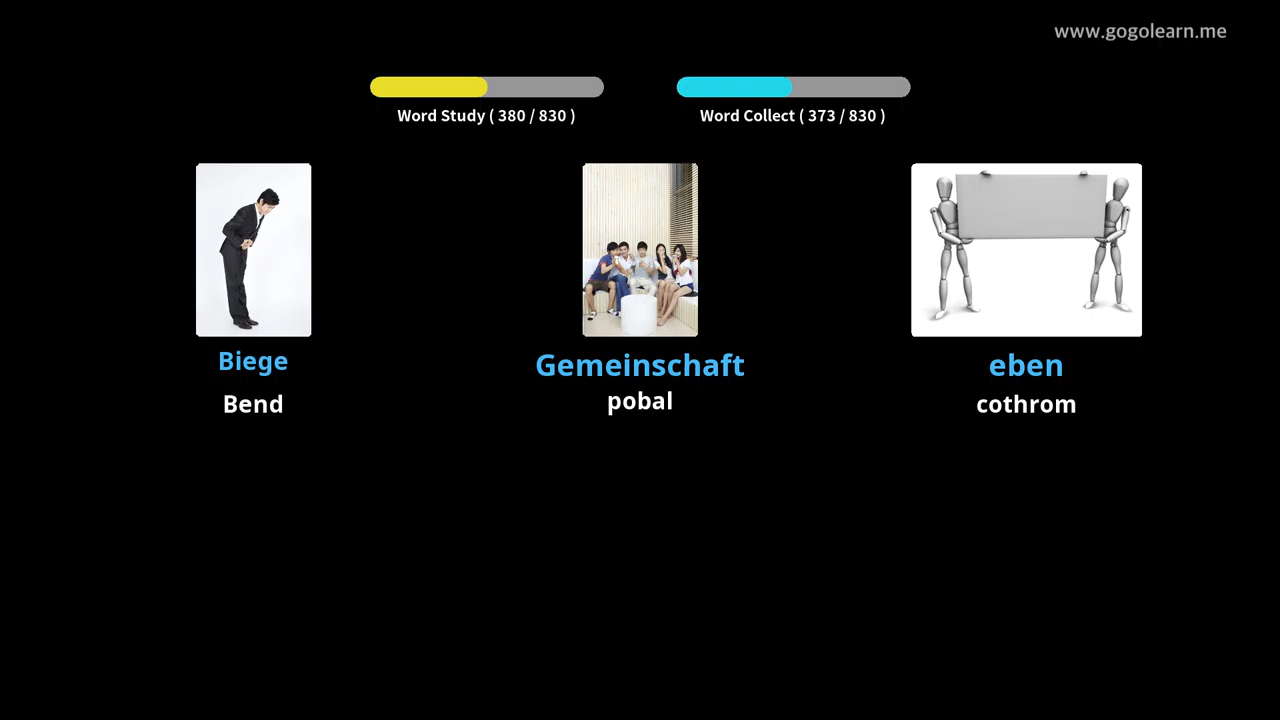 www.gogolearn.me
Word Study ( 380 / 830 )
Word Collect ( 373 / 830 )
Biege
Bend
Gemeinschaft
pobal
eben
cothrom